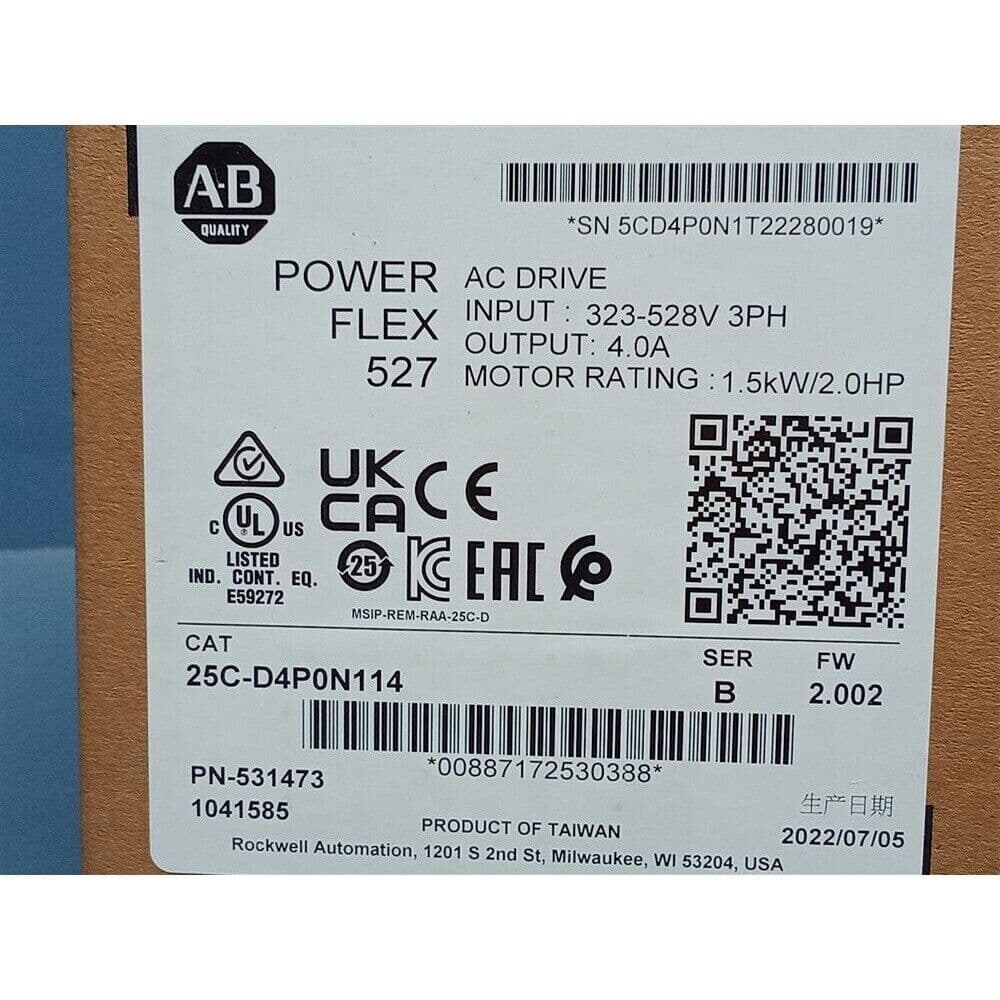 A-B
QUALITY
*SN 5CD4P0N1T22280019*
POWER
FLEX
527
AC DRIVE
INPUT : 323-528V 3PH
OUTPUT: 4.0A
MOTOR RATING : 1.5kW/2.0HP
UK
CA
CE
C UL US
LISTED
IND. CONT. EQ.
E59272
25
KC
EAC
MSIP-REM-RAA-25C-D
CAT
25C-D4P0N114
SER
B
FW
2.002
*00887172530388*
PN-531473
1041585
生产日期
2022/07/05
PRODUCT OF TAIWAN
Rockwell Automation, 1201 S 2nd St, Milwaukee, WI 53204, USA